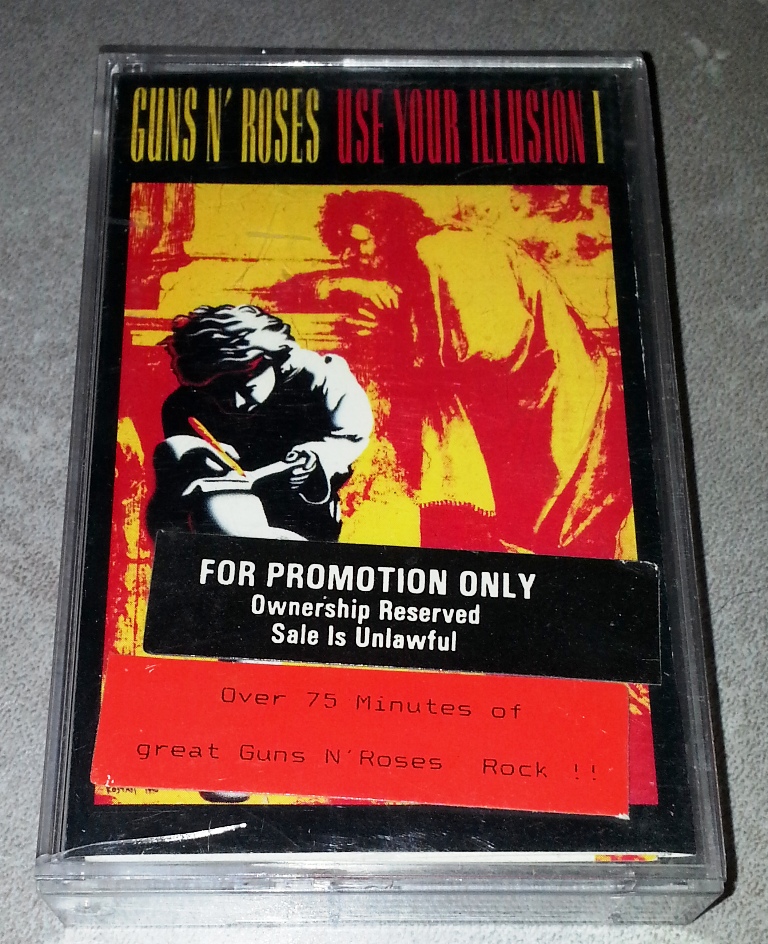 GUNS N' ROSES USE YOUR ILLUSION I
FOR PROMOTION ONLY
Ownership Reserved
Sale Is Unlawful
Over 75 Minutes of
great Guns N'Roses Rock !!